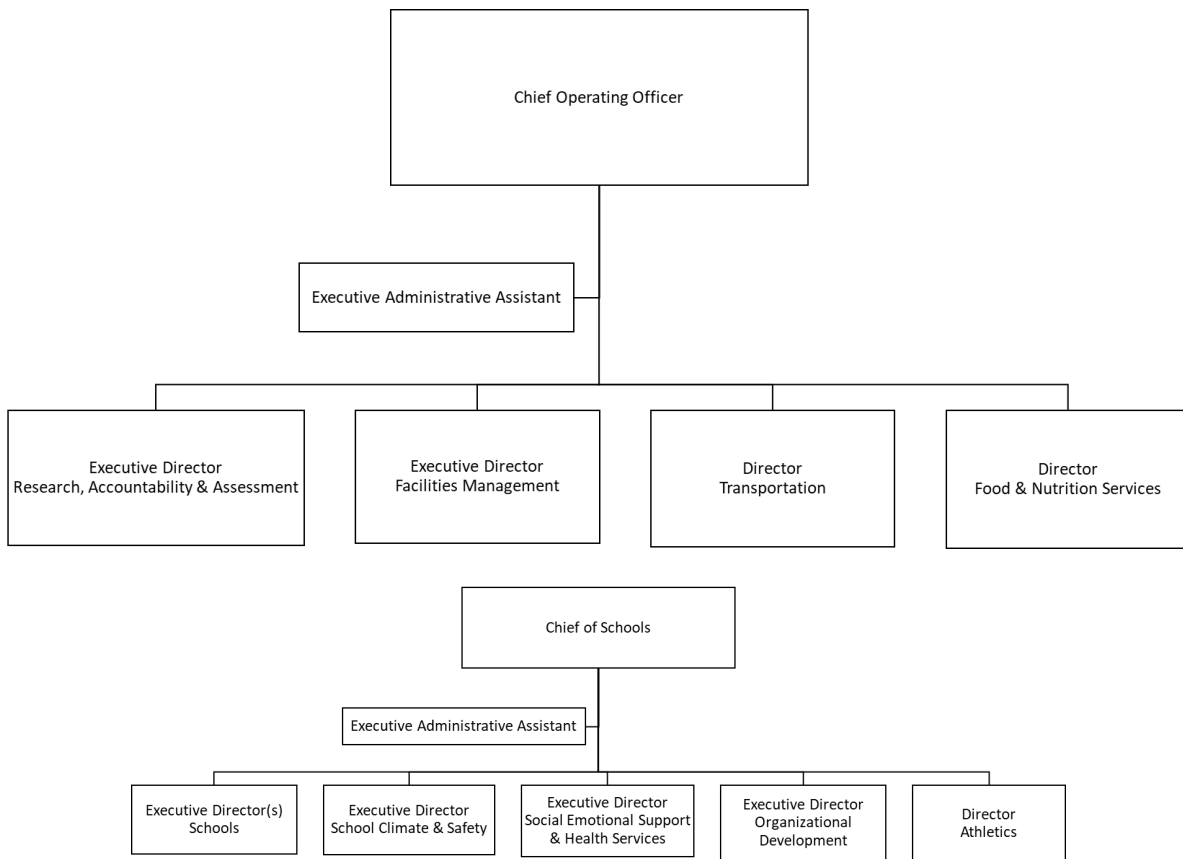 Chief Operating Officer
Executive Administrative Assistant
Executive Director
Research, Accountability & Assessment
Executive Director
Facilities Management
Director
Transportation
Director
Food & Nutrition Services
Chief of Schools
Executive Administrative Assistant
Executive Director(s)
Schools
Executive Director
School Climate & Safety
Executive Director
Social Emotional Support
& Health Services
Executive Director
Organizational
Development
Director
Athletics